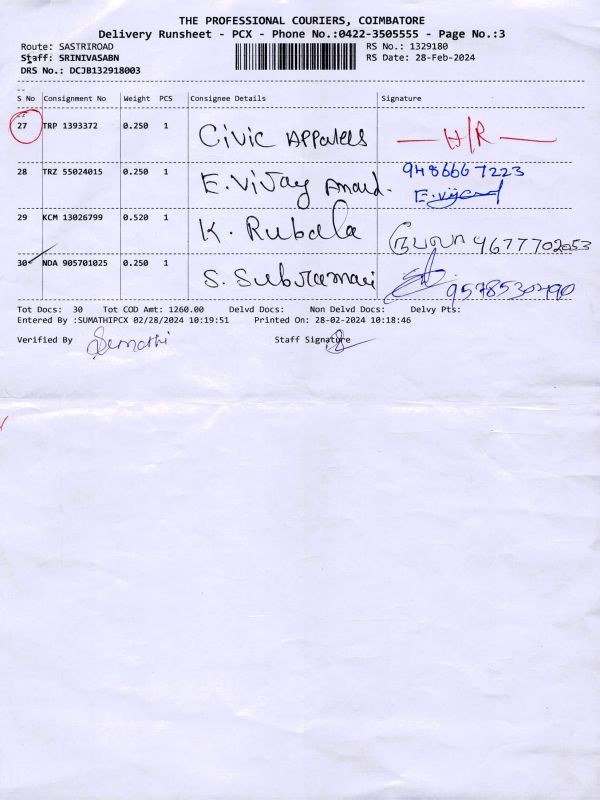 THE PROFESSIONAL COURIERS, COIMBATORE
Delivery Runsheet - PCX - Phone No.:0422-3505555 - Page No.:3
Route: SASTRIROAD RS No.: 1329180
Staff: SRINIVASABN RS Date: 28-Feb-2024
DRS No.: DCJB132918003
S No Consignment No Weight PCS Consignee Details Signature
27 TRP 1393372 0.250 1 Civic Apparels H/R
28 TRZ 55024015 0.250 1 E. Vijay Anand. 9486667223
E. Vijay
29 KCM 13026799 0.520 1 K. Rubala ரூபலா 9677702053
30 NDA 905701025 0.250 1 S. Subramani 9578530290
Tot Docs: 30 Tot COD Amt: 1260.00 Delvd Docs: Non Delvd Docs: Delvy Pts:
Entered By :SUMATHIPCX 02/28/2024 10:19:51 Printed On: 28-02-2024 10:18:46
Verified By Sumathi Staff Signature